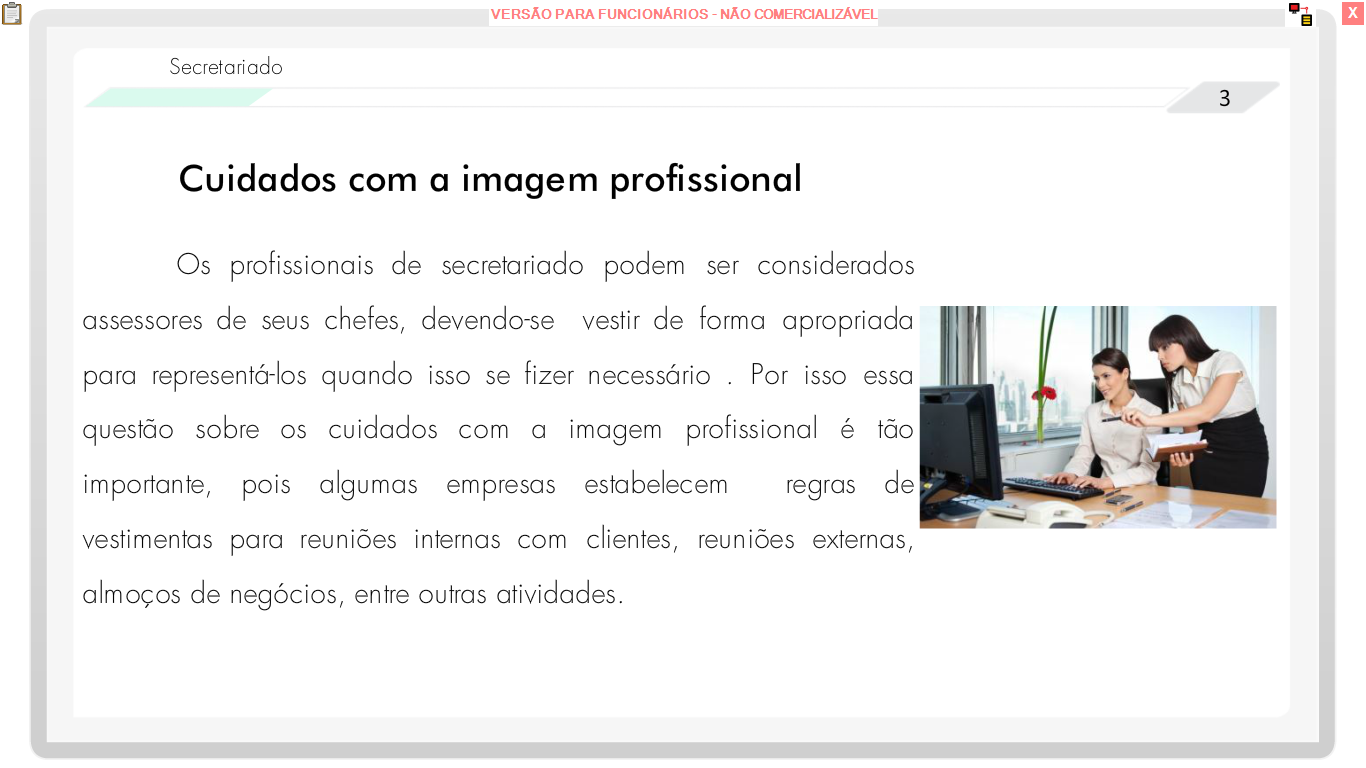 VERSÃO PARA FUNCIONÁRIOS - NÃO COMERCIALIZÁVEL
X
Secretariado
3
Cuidados com a imagem profissional
Os profissionais de secretariado podem ser considerados
assessores de seus chefes, devendo-se vestir de forma apropriada
para representá-los quando isso se fizer necessário . Por isso essa
questão sobre os cuidados com a imagem profissional é tão
importante, pois algumas empresas estabelecem regras de
vestimentas para reuniões internas com clientes, reuniões externas,
almoços de negócios, entre outras atividades.